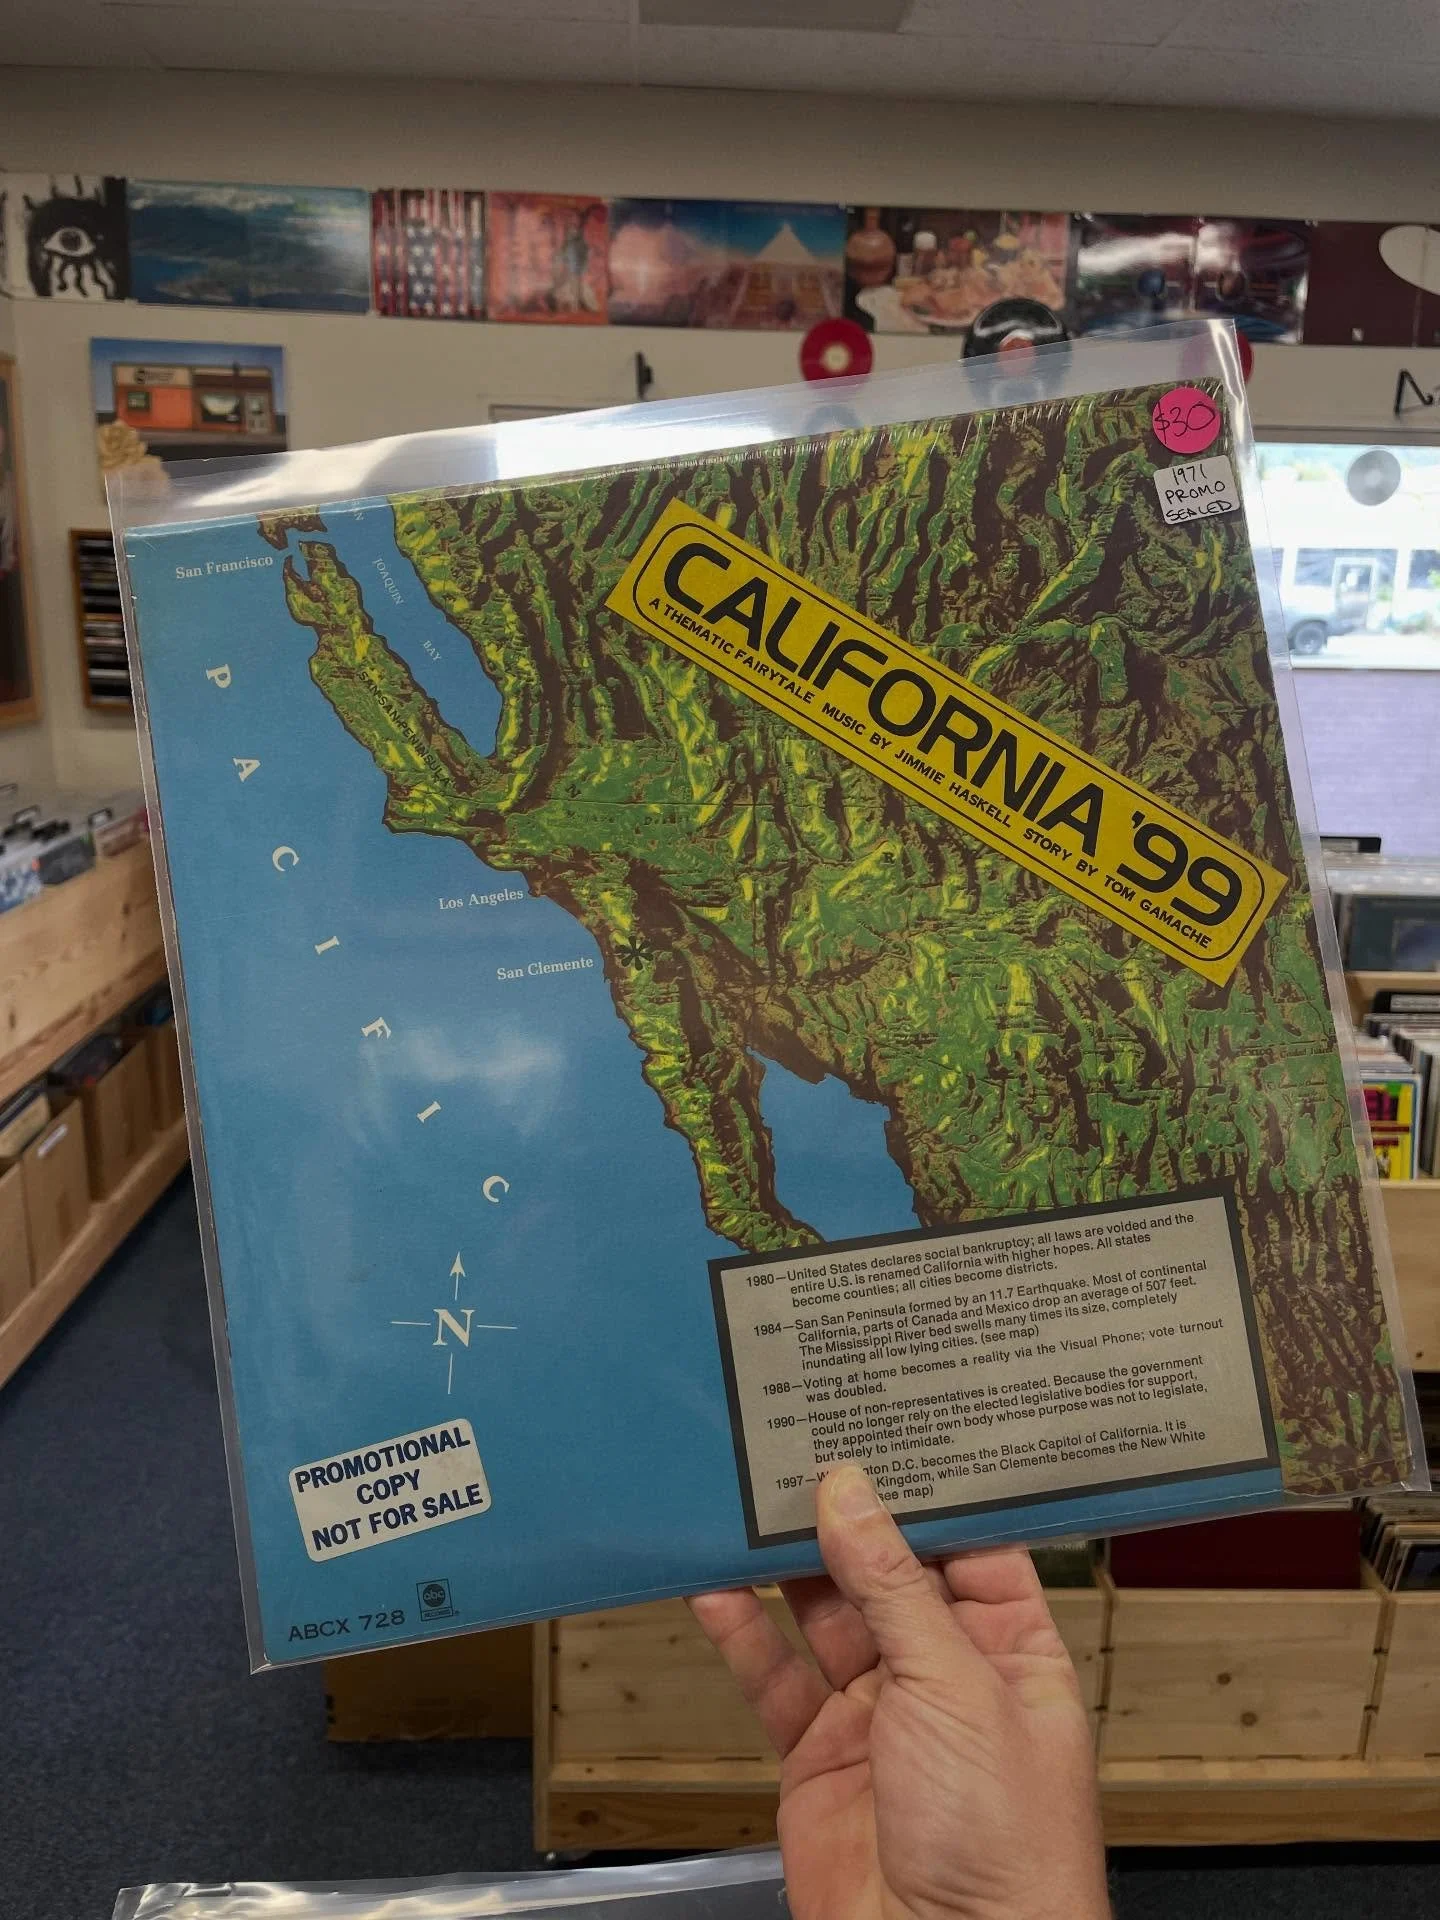 $30
1971
PROMO
SEALED
CALIFORNIA '99
A THEMATIC FAIRYTALE MUSIC BY JIMMIE HASKELL STORY BY TOM GAMACHE
San Francisco
JOAQUIN
BAY
SAN SAN PENINSULA
PACIFIC
Los Angeles
San Clemente
*
N
1980—United States declares social bankruptcy; all laws are voided and the
entire U.S. is renamed California with higher hopes. All states
become counties; all cities become districts.
1984—San San Peninsula formed by an 11.7 Earthquake. Most of continental
California, parts of Canada and Mexico drop an average of 507 feet.
The Mississippi River bed swells many times its size, completely
inundating all low lying cities. (see map)
1988—Voting at home becomes a reality via the Visual Phone; vote turnout
was doubled.
1990—House of non-representatives is created. Because the government
could no longer rely on the elected legislative bodies for support,
they appointed their own body whose purpose was not to legislate,
but solely to intimidate.
1997—W nton D.C. becomes the Black Capitol of California. It is
Kingdom, while San Clemente becomes the New White
see map)
PROMOTIONAL
COPY
NOT FOR SALE
ABCX 728
abc
RECORDS